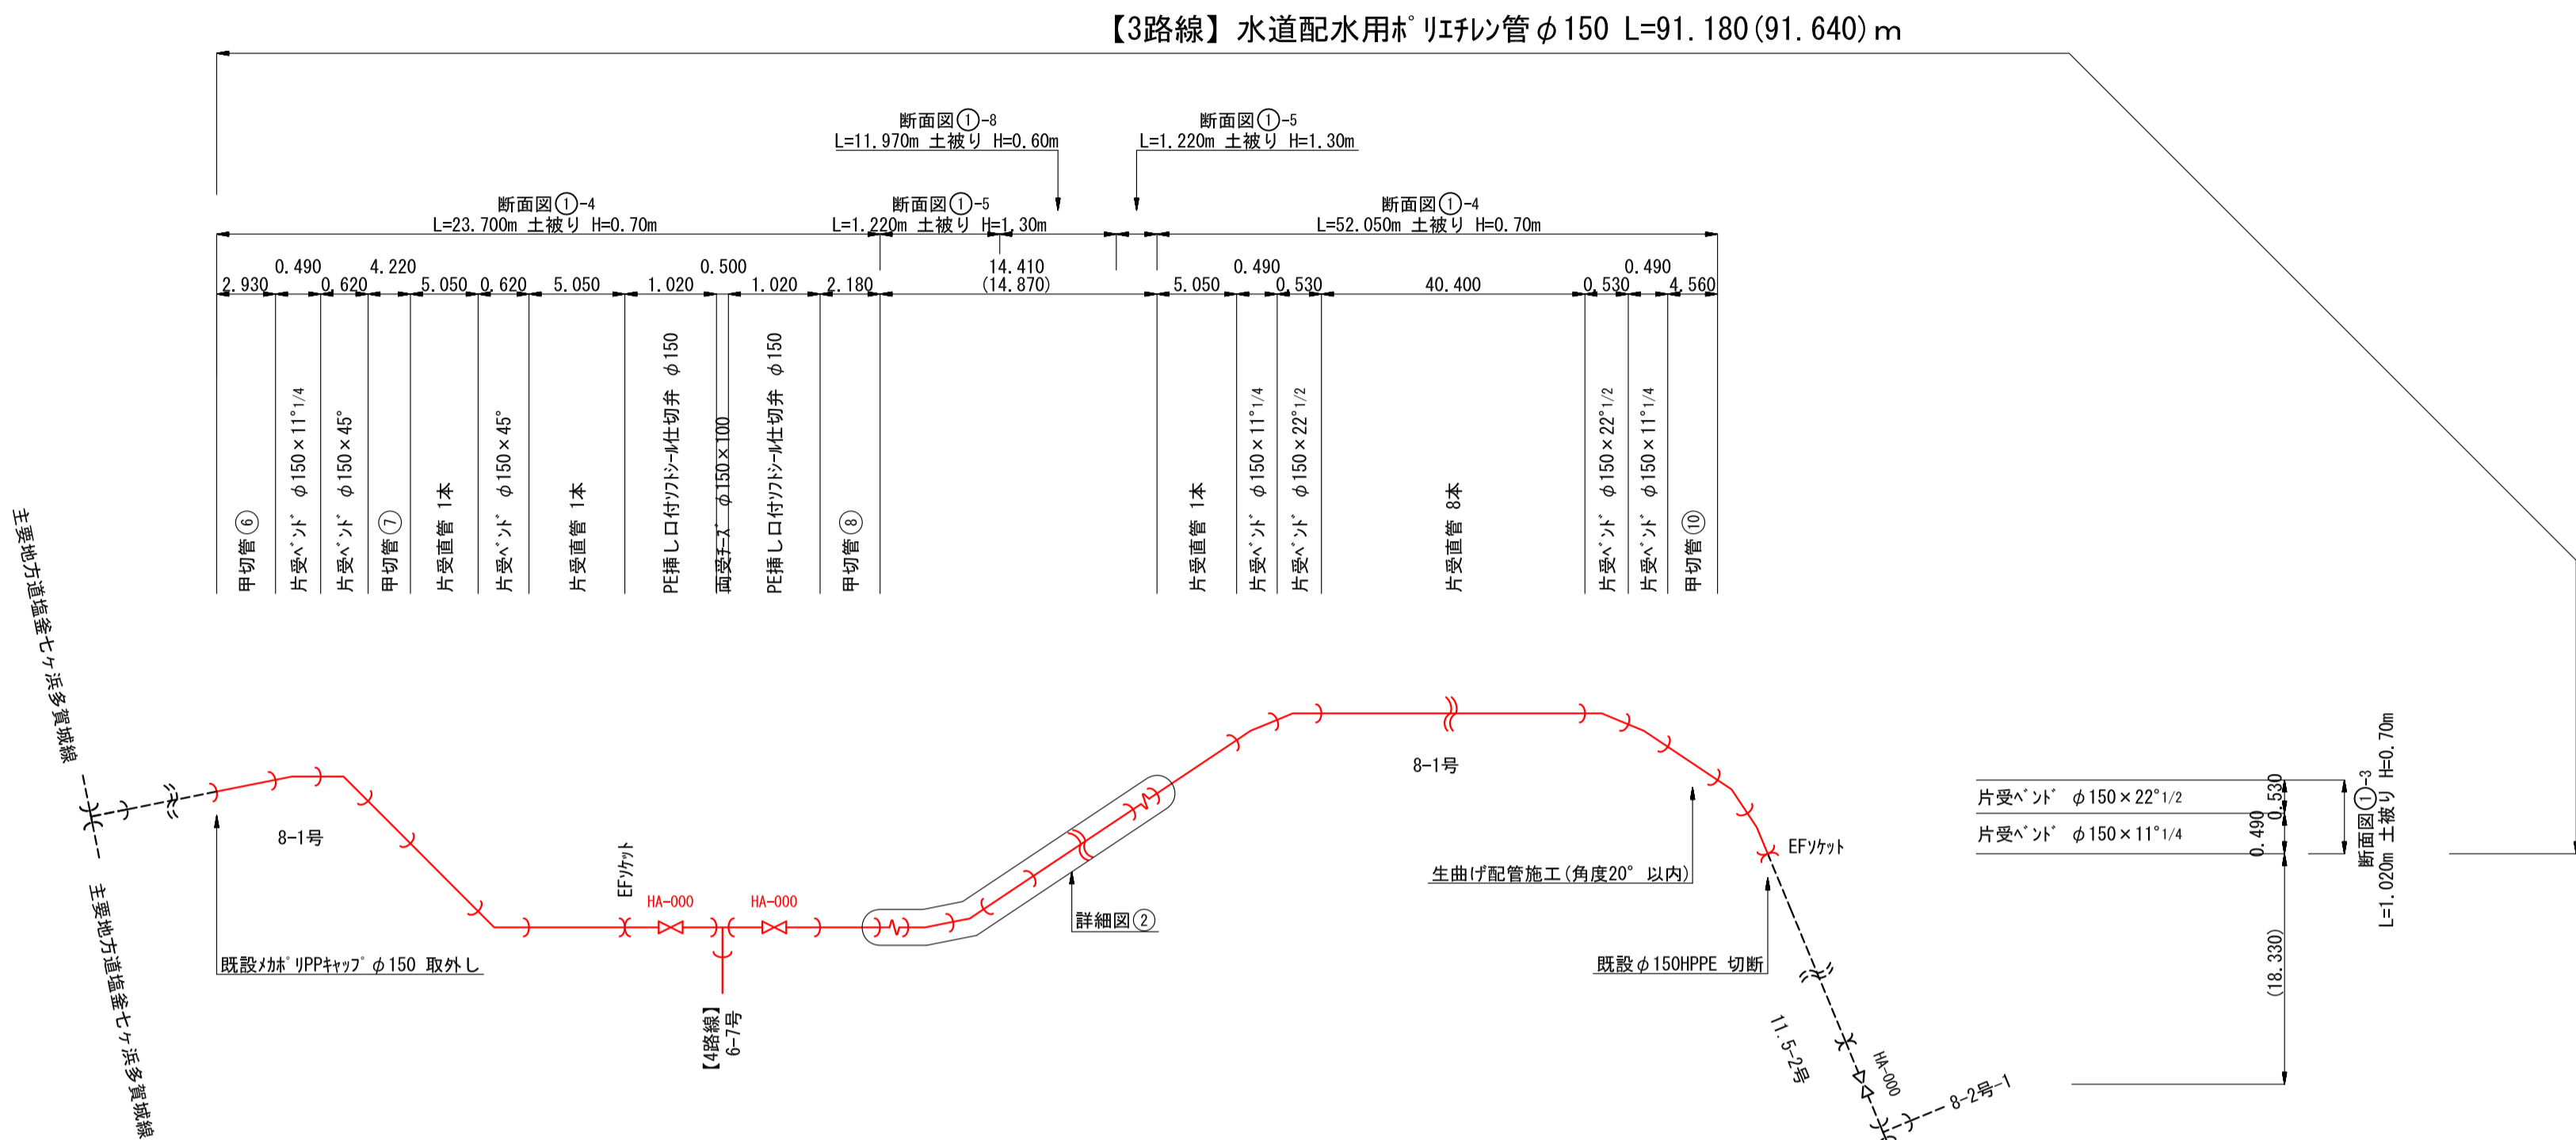 【3路線】水道配水用ﾎﾟﾘｴﾁﾚﾝ管φ150 L=91.180(91.640)m
断面図①-8
L=11.970m 土被り H=0.60m
断面図①-5
L=1.220m 土被り H=1.30m
断面図①-4
L=23.700m 土被り H=0.70m
断面図①-5
L=1.220m 土被り H=1.30m
断面図①-4
L=52.050m 土被り H=0.70m
0.490
4.220
0.500
14.410
0.490
0.490
2.930
0.620
5.050
0.620
5.050
1.020
1.020
2.180
(14.870)
5.050
0.530
40.400
0.530
4.560
甲切管⑥
片受ﾍﾞﾝﾄﾞ φ150×11°1/4
片受ﾍﾞﾝﾄﾞ φ150×45°
甲切管⑦
片受直管 1本
片受ﾍﾞﾝﾄﾞ φ150×45°
片受直管 1本
PE挿し口付ｿﾌﾄｼｰﾙ仕切弁 φ150
両受ﾁｰｽﾞ φ150×100
PE挿し口付ｿﾌﾄｼｰﾙ仕切弁 φ150
甲切管⑧
片受直管 1本
片受ﾍﾞﾝﾄﾞ φ150×11°1/4
片受ﾍﾞﾝﾄﾞ φ150×22°1/2
片受直管 8本
片受ﾍﾞﾝﾄﾞ φ150×22°1/2
片受ﾍﾞﾝﾄﾞ φ150×11°1/4
甲切管⑩
主要地方道塩釜七ヶ浜多賀城線
主要地方道塩釜七ヶ浜多賀城線
8-1号
既設ﾒｶﾎﾟﾘPPｷｬｯﾌﾟφ150 取外し
EFｿｹｯﾄ
HA-000
HA-000
【4路線】
6-7号
詳細図②
8-1号
生曲げ配管施工(角度20°以内)
EFｿｹｯﾄ
既設φ150HPPE 切断
11.5-2号
HA-000
8-2号-1
片受ﾍﾞﾝﾄﾞ φ150×22°1/2
片受ﾍﾞﾝﾄﾞ φ150×11°1/4
0.530
0.490
(18.330)
断面図①-3
L=1.020m 土被り H=0.70m